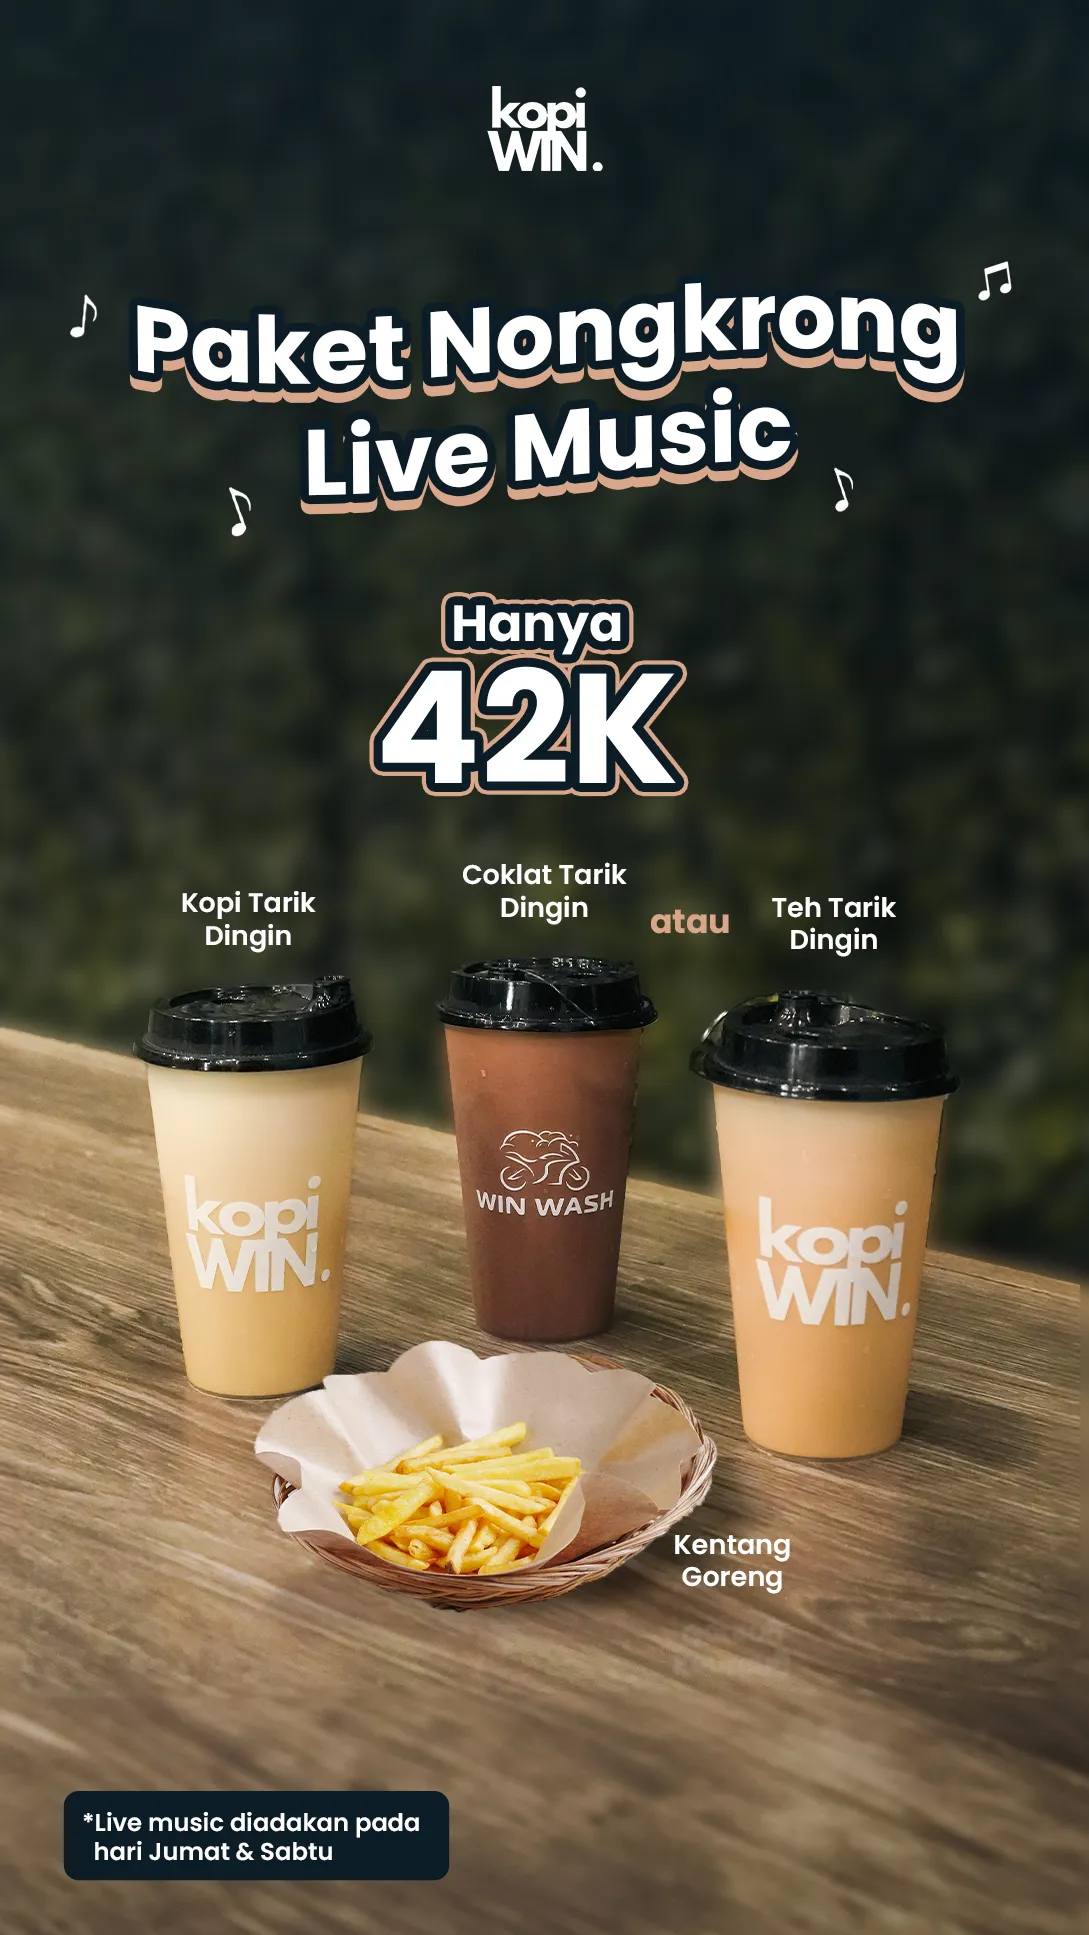 kopi
WIN.
Paket Nongkrong
Live Music
Hanya
42K
Kopi Tarik
Dingin
Coklat Tarik
Dingin
atau
Teh Tarik
Dingin
kopi
WIN.
WIN WASH
kopi
WIN.
Kentang
Goreng
*Live music diadakan pada
hari Jumat & Sabtu